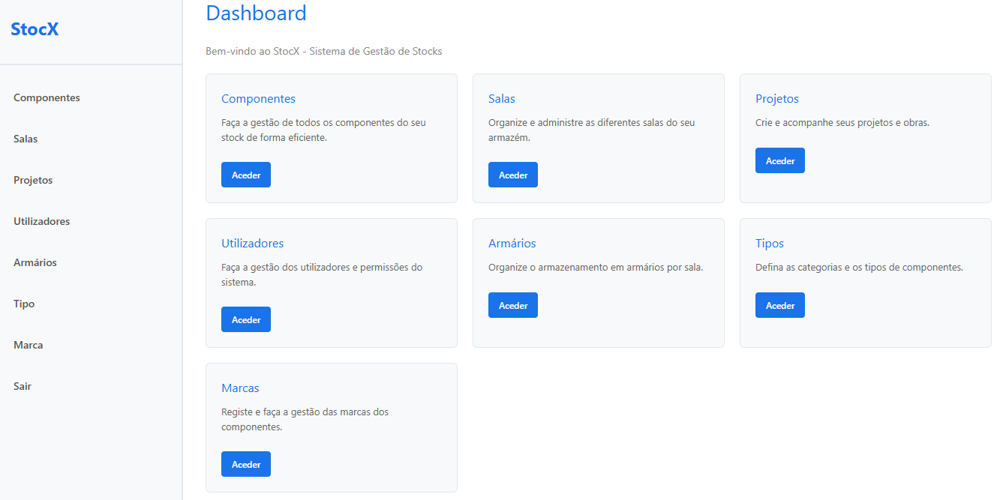 StocX
Componentes
Salas
Projetos
Utilizadores
Armários
Tipo
Marca
Sair
Dashboard
Bem-vindo ao StocX - Sistema de Gestão de Stocks
Componentes
Faça a gestão de todos os componentes do seu
stock de forma eficiente.
Aceder
Salas
Organize e administre as diferentes salas do seu
armazém.
Aceder
Projetos
Crie e acompanhe seus projetos e obras.
Aceder
Utilizadores
Faça a gestão dos utilizadores e permissões do
sistema.
Aceder
Armários
Organize o armazenamento em armários por sala.
Aceder
Tipos
Defina as categorias e os tipos de componentes.
Aceder
Marcas
Registe e faça a gestão das marcas dos
componentes.
Aceder